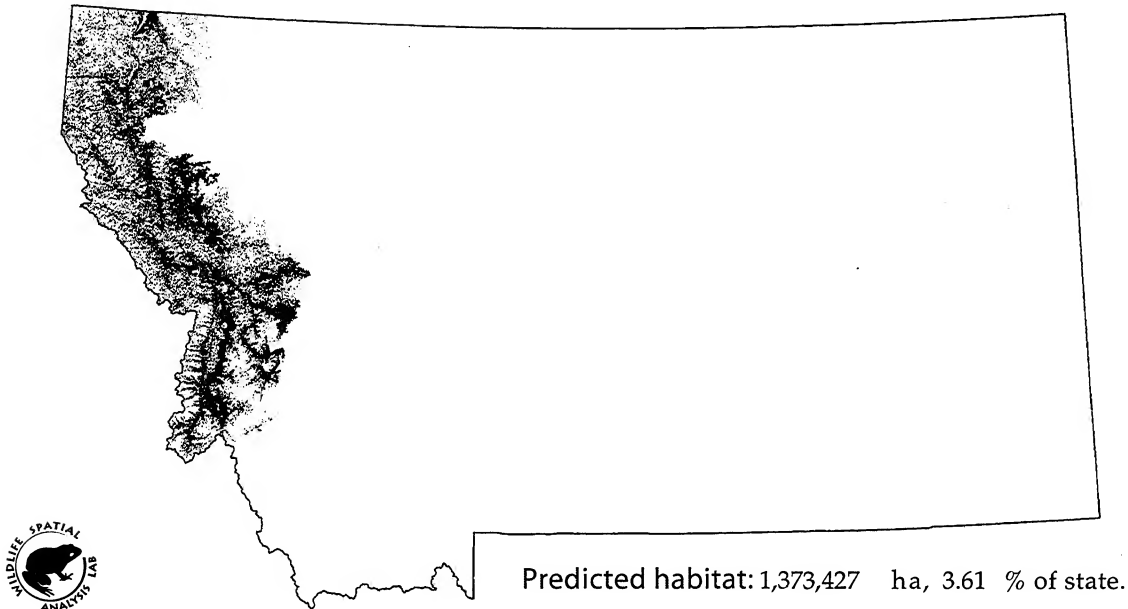 WILDLIFE SPATIAL ANALYSIS LAB
Predicted habitat: 1,373,427 ha, 3.61 % of state.